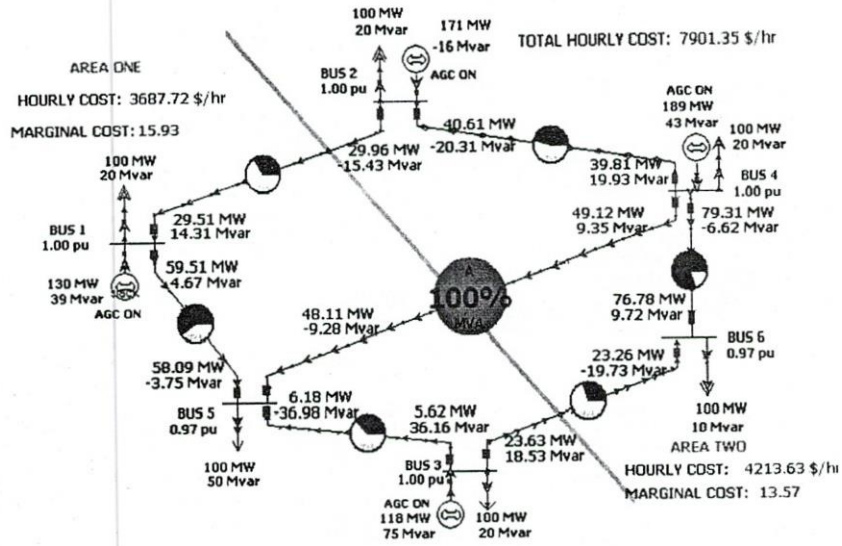 100 MW
20 Mvar
171 MW
-16 Mvar
TOTAL HOURLY COST: 7901.35 $/hr
AREA ONE
BUS 2
1.00 pu
AGC ON
HOURLY COST: 3687.72 $/hr
AGC ON
189 MW
43 Mvar
MARGINAL COST: 15.93
100 MW
20 Mvar
40.61 MW
-20.31 Mvar
29.96 MW
-15.43 Mvar
100 MW
20 Mvar
39.81 MW
19.93 Mvar
BUS 4
1.00 pu
29.51 MW
14.31 Mvar
49.12 MW
9.35 Mvar
79.31 MW
-6.62 Mvar
BUS 1
1.00 pu
59.51 MW
4.67 Mvar
A
100%
MVA
130 MW
39 Mvar
AGC ON
48.11 MW
-9.28 Mvar
76.78 MW
9.72 Mvar
BUS 6
0.97 pu
58.09 MW
-3.75 Mvar
23.26 MW
-19.73 Mvar
6.18 MW
-36.98 Mvar
BUS 5
0.97 pu
5.62 MW
36.16 Mvar
100 MW
10 Mvar
23.63 MW
18.53 Mvar
AREA TWO
100 MW
50 Mvar
BUS 3
1.00 pu
HOURLY COST: 4213.63 $/h
MARGINAL COST: 13.57
AGC ON
118 MW
75 Mvar
100 MW
20 Mvar